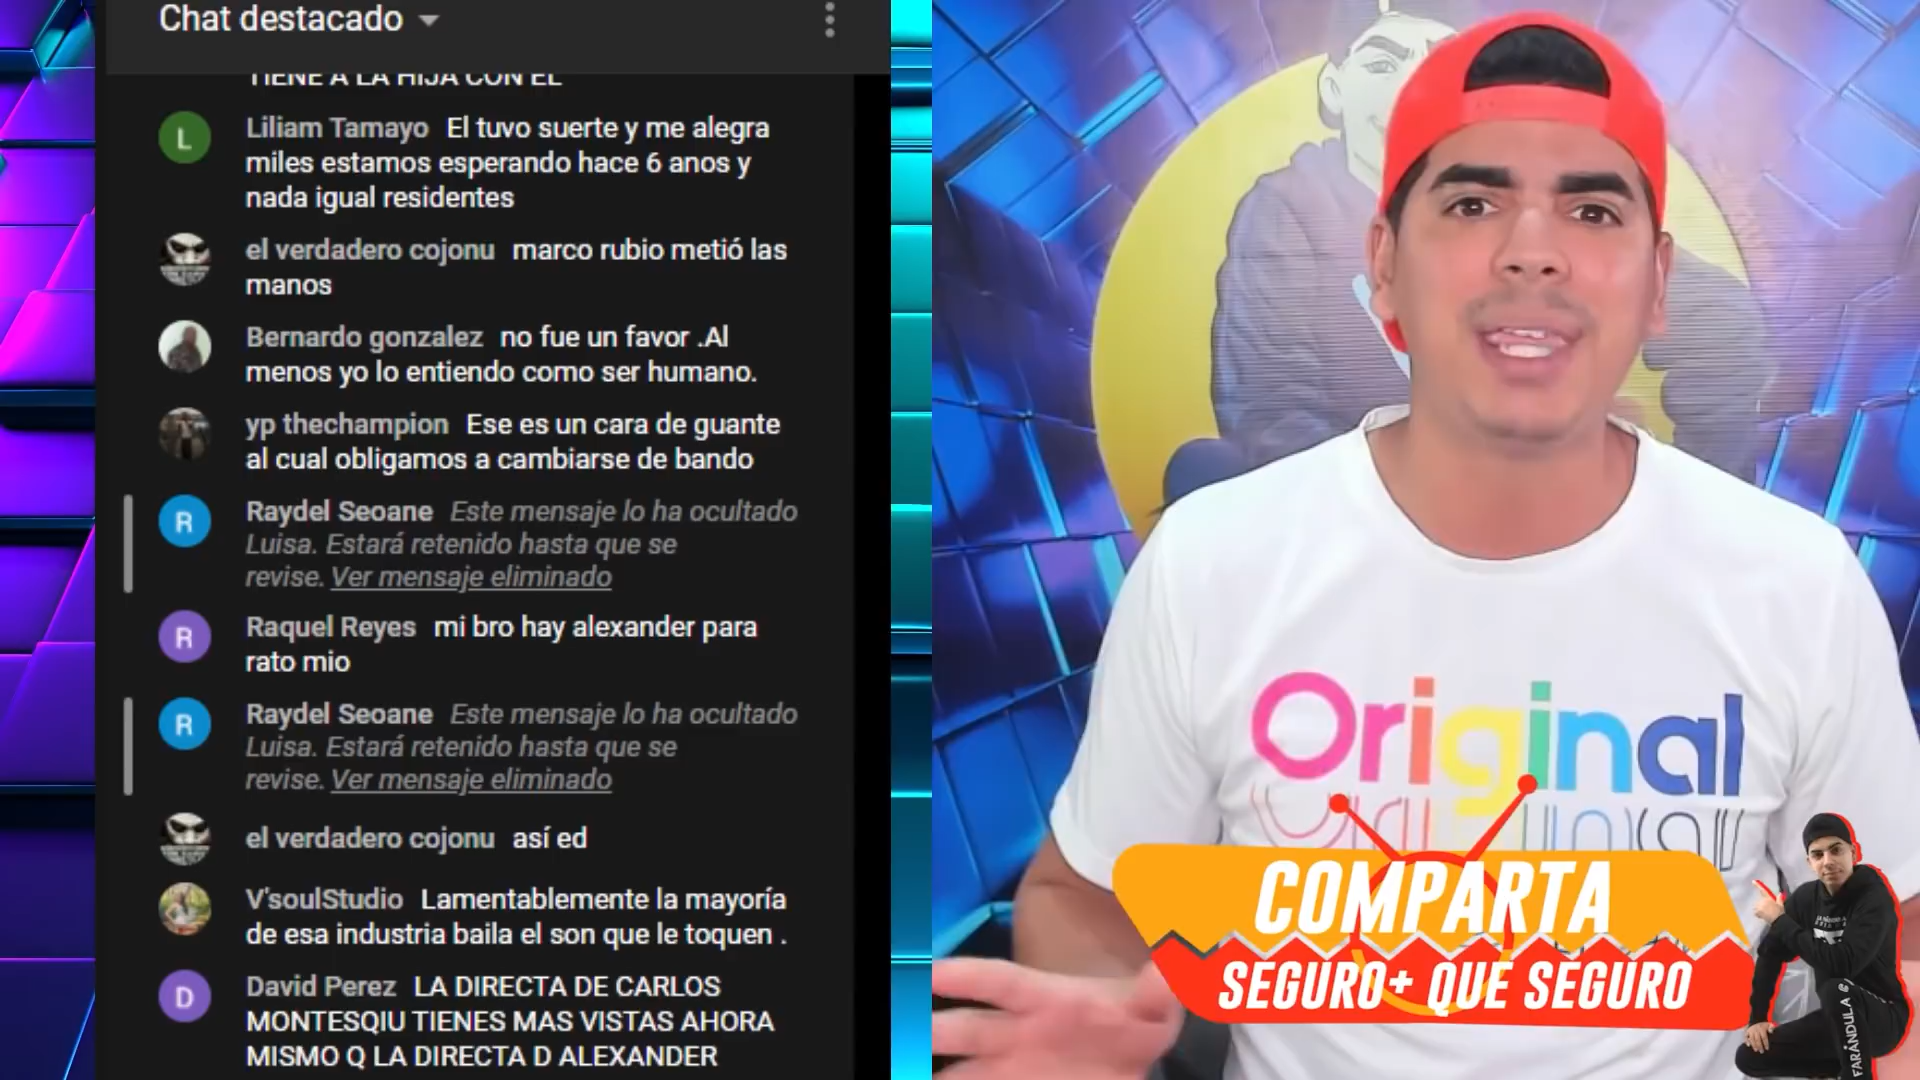 Chat destacado
TIENE A LA HIJA CON EL
L
Liliam Tamayo El tuvo suerte y me alegra
miles estamos esperando hace 6 anos y
nada igual residentes
el verdadero cojonu marco rubio metió las
manos
Bernardo gonzalez no fue un favor .Al
menos yo lo entiendo como ser humano.
yp thechampion Ese es un cara de guante
al cual obligamos a cambiarse de bando
R
Raydel Seoane Este mensaje lo ha ocultado
Luisa. Estará retenido hasta que se
revise. Ver mensaje eliminado
R
Raquel Reyes mi bro hay alexander para
rato mio
R
Raydel Seoane Este mensaje lo ha ocultado
Luisa. Estará retenido hasta que se
revise. Ver mensaje eliminado
el verdadero cojonu así ed
V'soulStudio Lamentablemente la mayoría
de esa industria baila el son que le toquen .
D
David Perez LA DIRECTA DE CARLOS
MONTESQIU TIENES MAS VISTAS AHORA
MISMO Q LA DIRECTA D ALEXANDER
Original
COMPARTA
SEGURO+ QUE SEGURO
FARÁNDULA